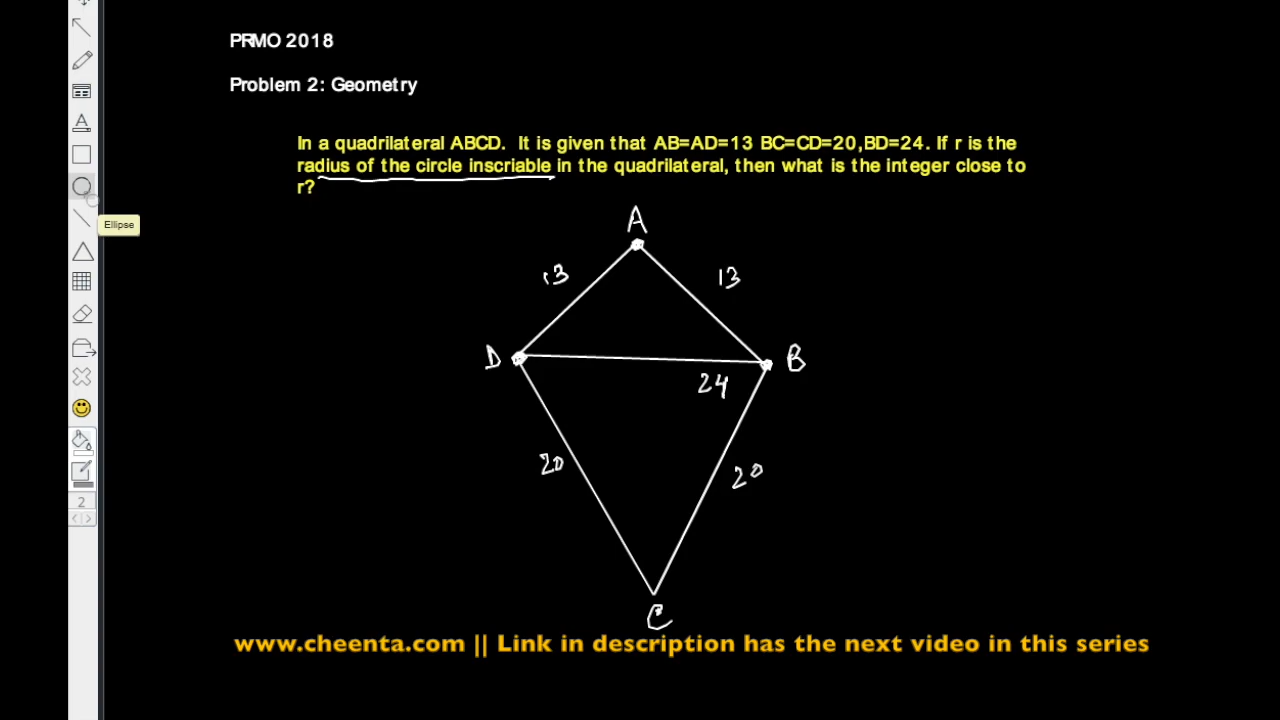 PRMO 2018
Problem 2: Geometry
In a quadrilateral ABCD. It is given that AB=AD=13 BC=CD=20,BD=24. If r is the
radius of the circle inscriable in the quadrilateral, then what is the integer close to
r?
Ellipse
A
13
13
D
B
24
20
20
C
2
www.cheenta.com || Link in description has the next video in this series